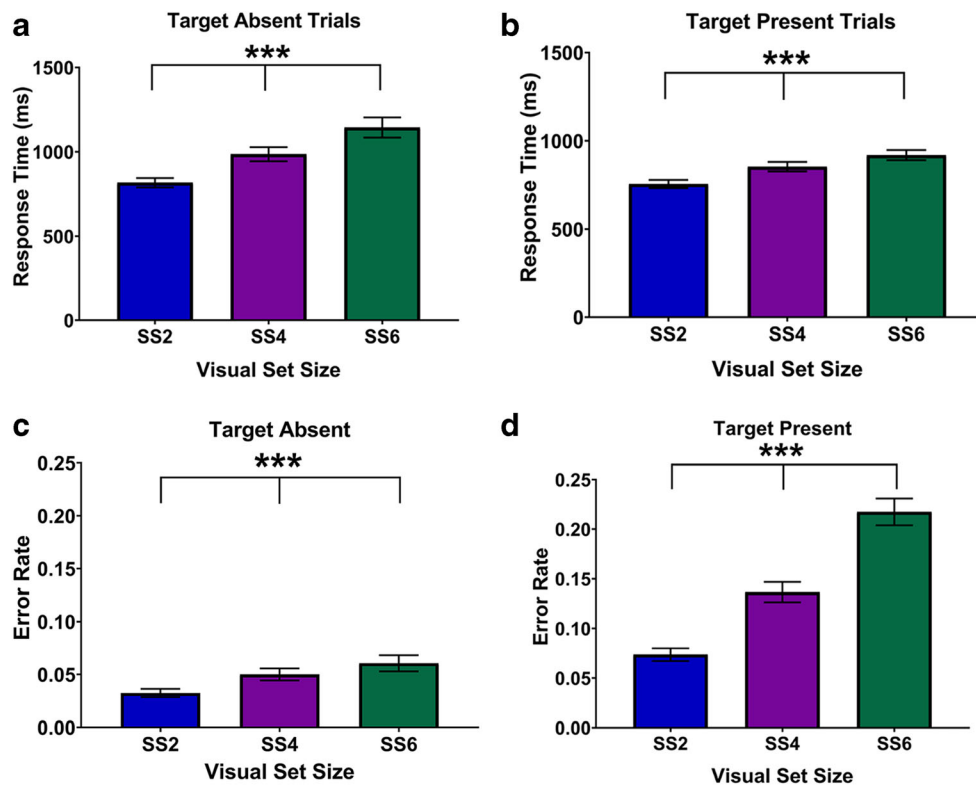 a
Target Absent Trials
***
Response Time (ms)
1500
1000
500
0
SS2 SS4 SS6
Visual Set Size
b
Target Present Trials
***
Response Time (ms)
1500
1000
500
0
SS2 SS4 SS6
Visual Set Size
c
Target Absent
***
Error Rate
0.25
0.20
0.15
0.10
0.05
0.00
SS2 SS4 SS6
Visual Set Size
d
Target Present
***
Error Rate
0.25
0.20
0.15
0.10
0.05
0.00
SS2 SS4 SS6
Visual Set Size